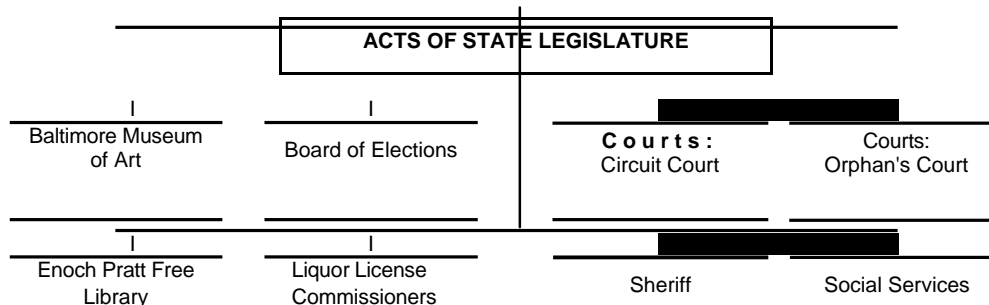 ACTS OF STATE LEGISLATURE
Baltimore Museum
of Art
Board of Elections
Courts:
Circuit Court
Courts:
Orphan's Court
Enoch Pratt Free
Library
Liquor License
Commissioners
Sheriff
Social Services